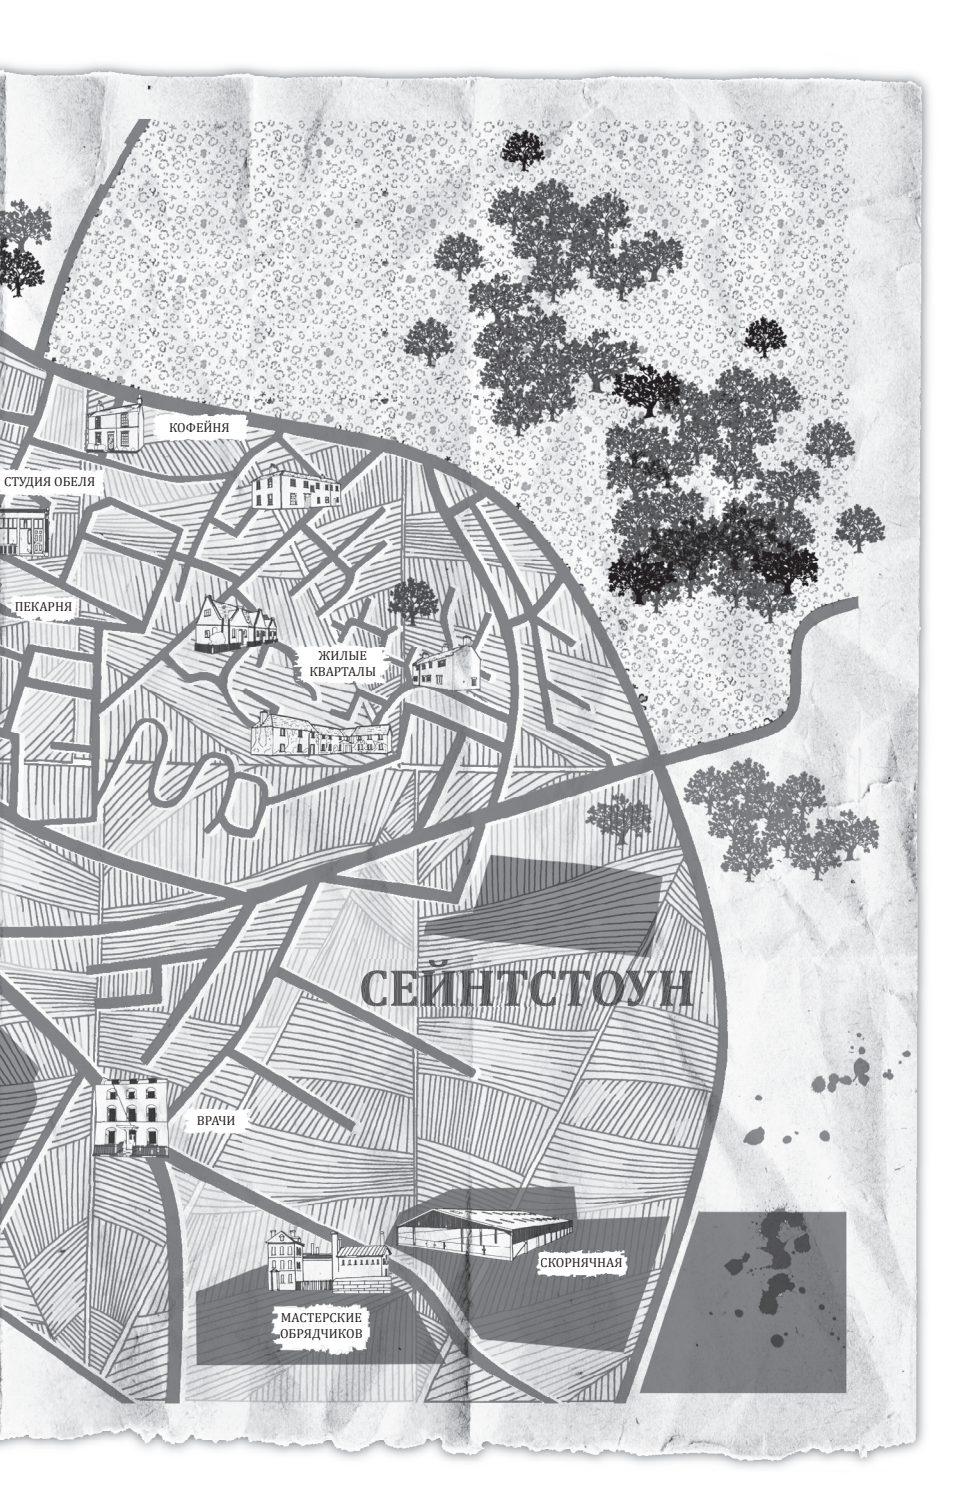 КОФЕЙНЯ
СТУДИЯ ОБЕЛЯ
ПЕКАРНЯ
ЖИЛЫЕ
КВАРТАЛЫ
СЕЙНТСТОУН
ВРАЧИ
СКОРНЯЧНАЯ
МАСТЕРСКИЕ
ОБРЯДЧИКОВ